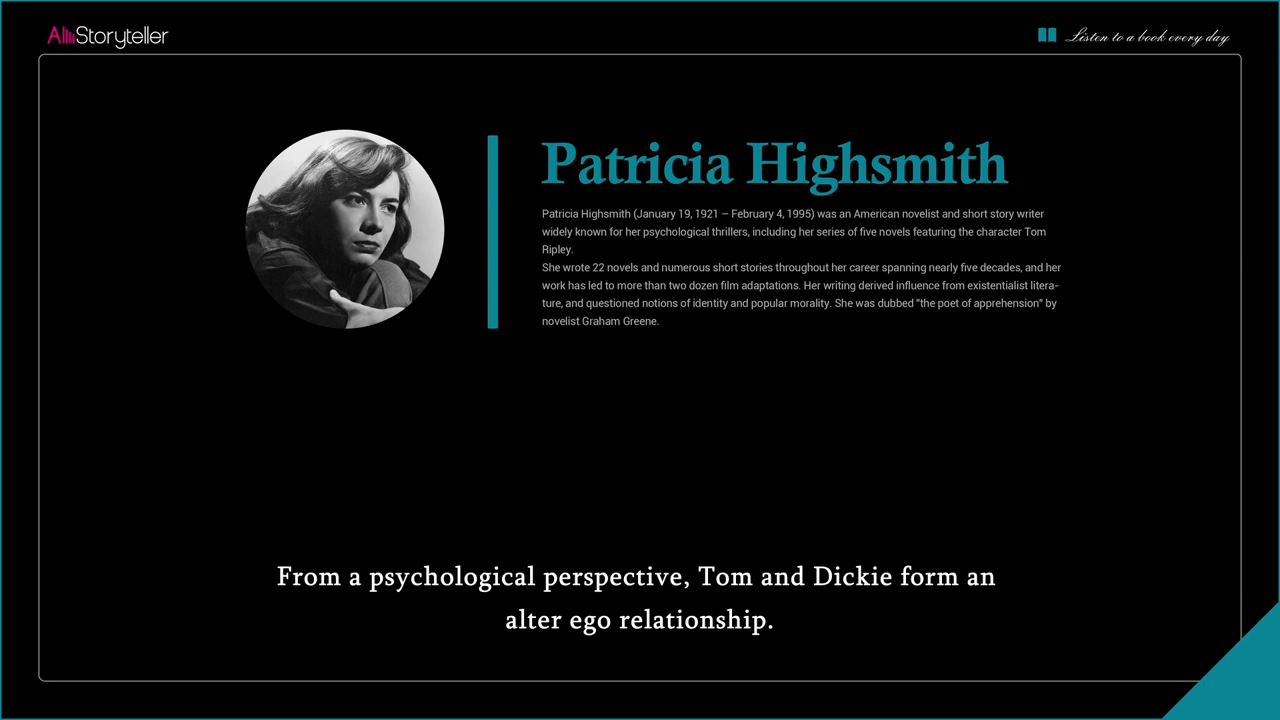 AllStoryteller
Listen to a book every day
Patricia Highsmith
Patricia Highsmith (January 19, 1921 – February 4, 1995) was an American novelist and short story writer
widely known for her psychological thrillers, including her series of five novels featuring the character Tom
Ripley.
She wrote 22 novels and numerous short stories throughout her career spanning nearly five decades, and her
work has led to more than two dozen film adaptations. Her writing derived influence from existentialist litera-
ture, and questioned notions of identity and popular morality. She was dubbed "the poet of apprehension" by
novelist Graham Greene.
From a psychological perspective, Tom and Dickie form an
alter ego relationship.